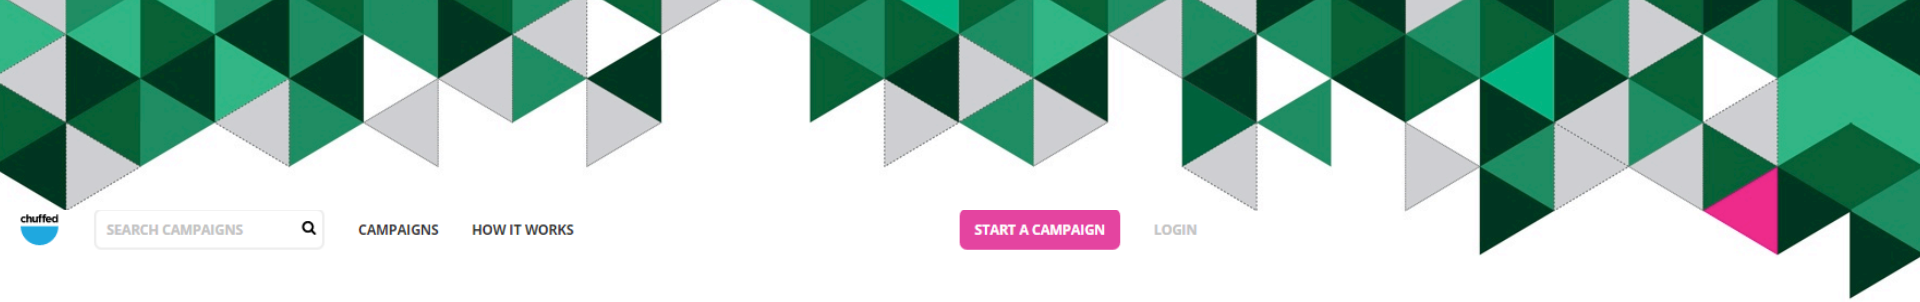 chuffed
SEARCH CAMPAIGNS
CAMPAIGNS
HOW IT WORKS
START A CAMPAIGN
LOGIN